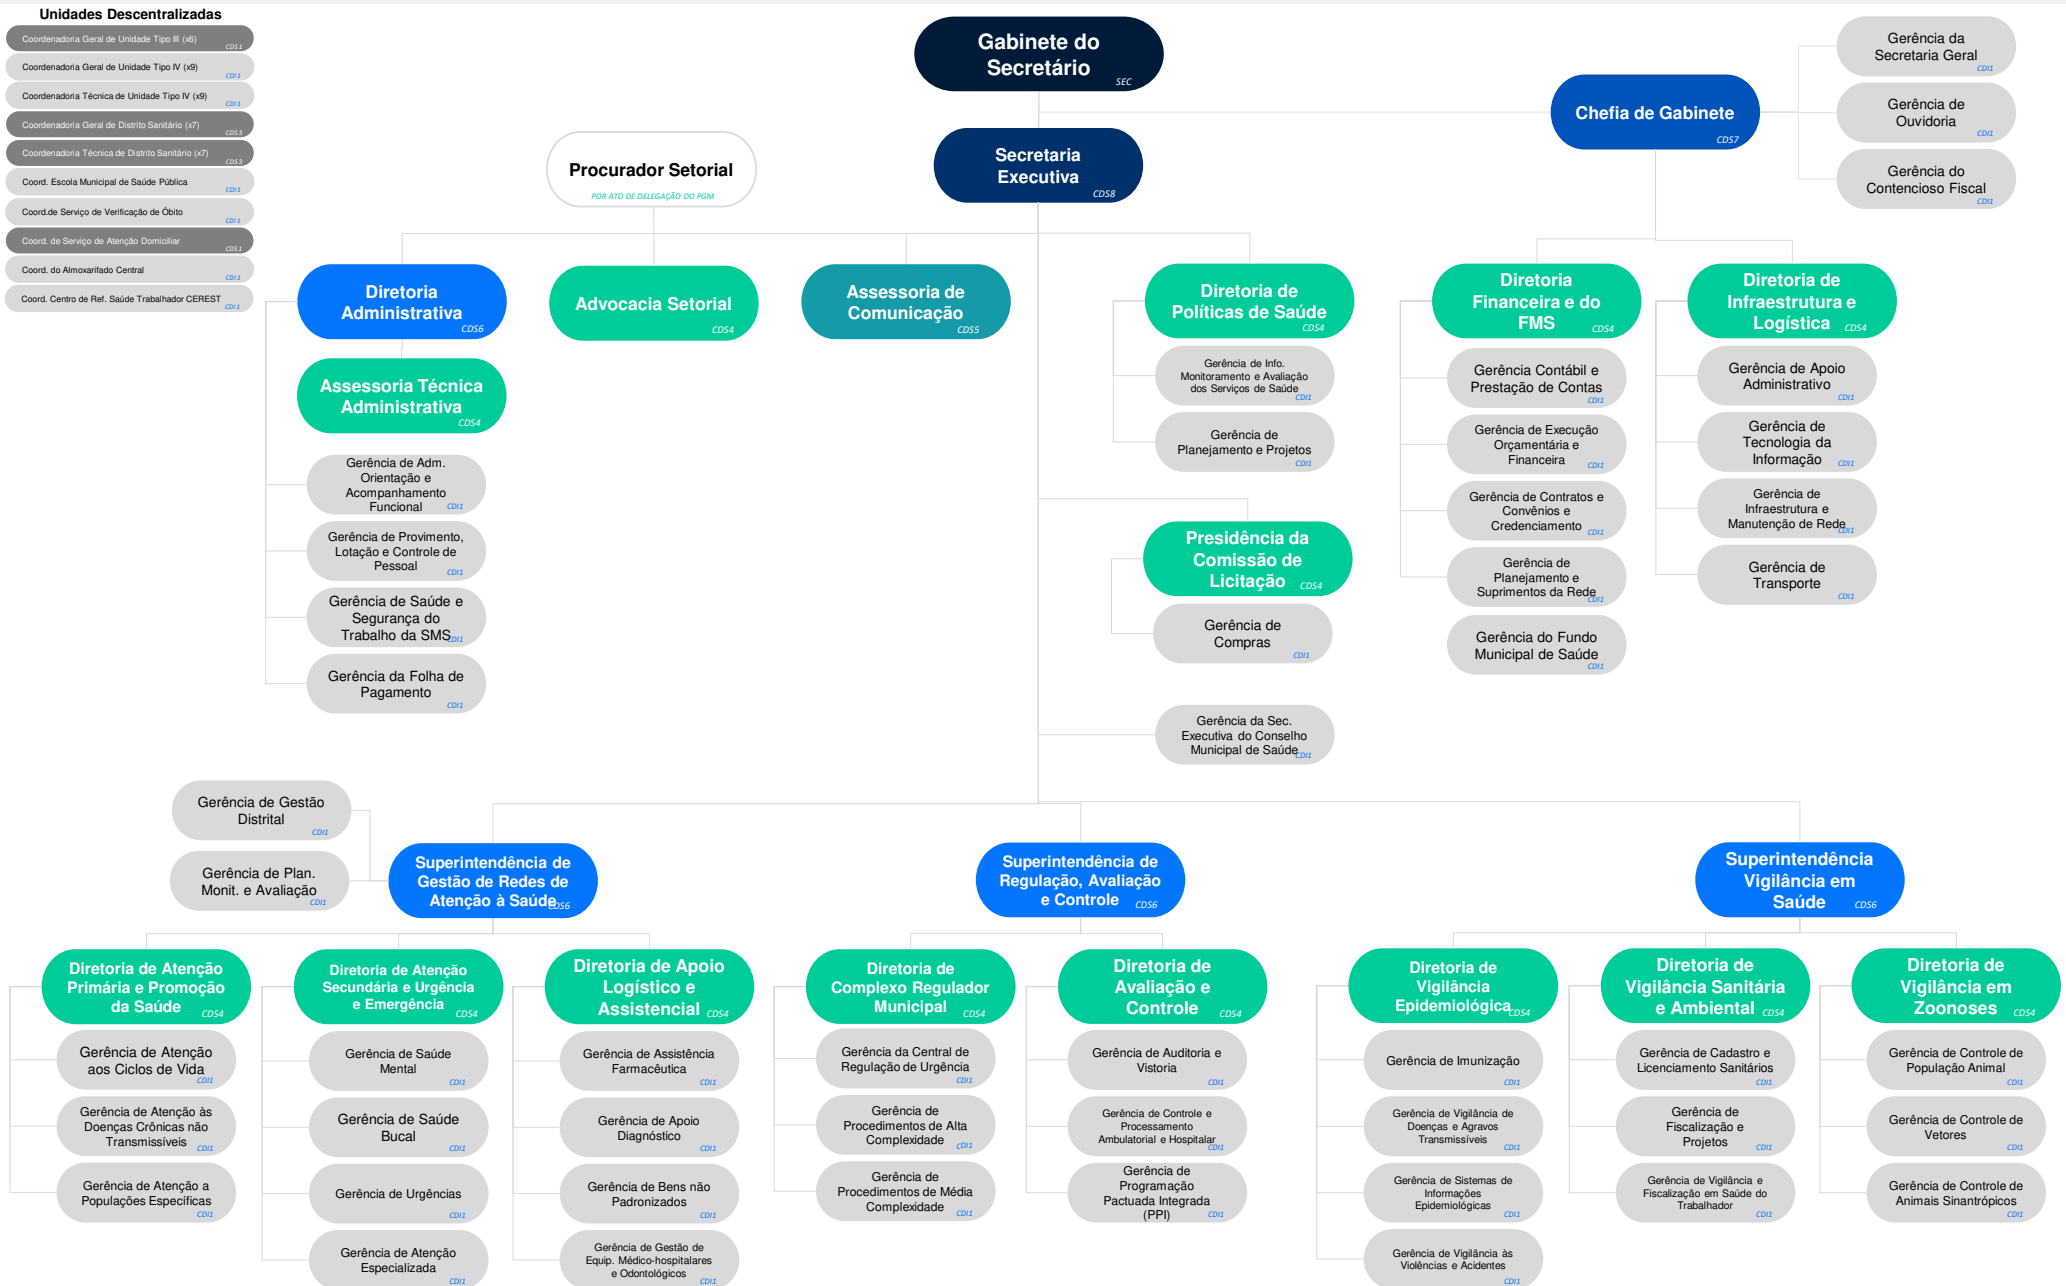 Unidades Descentralizadas
Coordenadoria Geral de Unidade Tipo III (x6)
CDS1
Coordenadoria Geral de Unidade Tipo IV (x9)
CDI1
Coordenadoria Técnica de Unidade Tipo IV (x9)
CDI1
Coordenadoria Geral de Distrito Sanitário (x7)
CDS3
Coordenadoria Técnica de Distrito Sanitário (x7)
CDS3
Coord. Escola Municipal de Saúde Pública
CDI1
Coord.de Serviço de Verificação de Óbito
CDI1
Coord. de Serviço de Atenção Domiciliar
CDS1
Coord. do Almoxarifado Central
CDI1
Coord. Centro de Ref. Saúde Trabalhador CEREST
CDI1
Gabinete do
Secretário
SEC
Secretaria
Executiva
CDS8
Chefia de Gabinete
CDS7
Gerência da
Secretaria Geral
CDI1
Gerência de
Ouvidoria
CDI1
Gerência do
Contencioso Fiscal
CDI1
Procurador Setorial
POR ATO DE DELEGAÇÃO DO PGM
Diretoria
Administrativa
CDS6
Advocacia Setorial
CDS4
Assessoria de
Comunicação
CDS5
Diretoria de
Políticas de Saúde
CDS4
Diretoria
Financeira e do
FMS
CDS4
Diretoria de
Infraestrutura e
Logística
CDS4
Assessoria Técnica
Administrativa
CDS4
Gerência de Adm.
Orientação e
Acompanhamento
Funcional
CDI1
Gerência de Provimento,
Lotação e Controle de
Pessoal
CDI1
Gerência de Saúde e
Segurança do
Trabalho da SMS
CDI1
Gerência da Folha de
Pagamento
CDI1
Gerência de Info.
Monitoramento e Avaliação
dos Serviços de Saúde
CDI1
Gerência de
Planejamento e Projetos
CDI1
Presidência da
Comissão de
Licitação
CDS4
Gerência de
Compras
CDI1
Gerência da Sec.
Executiva do Conselho
Municipal de Saúde
CDI1
Gerência Contábil e
Prestação de Contas
CDI1
Gerência de Execução
Orçamentária e
Financeira
CDI1
Gerência de Contratos e
Convênios e
Credenciamento
CDI1
Gerência de
Planejamento e
Suprimentos da Rede
CDI1
Gerência do Fundo
Municipal de Saúde
CDI1
Gerência de Apoio
Administrativo
CDI1
Gerência de
Tecnologia da
Informação
CDI1
Gerência de
Infraestrutura e
Manutenção de Rede
CDI1
Gerência de
Transporte
CDI1
Gerência de Gestão
Distrital
CDI1
Gerência de Plan.
Monit. e Avaliação
CDI1
Superintendência de
Gestão de Redes de
Atenção à Saúde
CDS6
Superintendência de
Regulação, Avaliação
e Controle
CDS6
Superintendência
Vigilância em
Saúde
CDS6
Diretoria de Atenção
Primária e Promoção
da Saúde
CDS4
Gerência de Atenção
aos Ciclos de Vida
CDI1
Gerência de Atenção às
Doenças Crônicas não
Transmissíveis
CDI1
Gerência de Atenção a
Populações Específicas
CDI1
Diretoria de Atenção
Secundária e Urgência
e Emergência
CDS4
Gerência de Saúde
Mental
CDI1
Gerência de Saúde
Bucal
CDI1
Gerência de Urgências
CDI1
Gerência de Atenção
Especializada
CDI1
Diretoria de Apoio
Logístico e
Assistencial
CDS4
Gerência de Assistência
Farmacêutica
CDI1
Gerência de Apoio
Diagnóstico
CDI1
Gerência de Bens não
Padronizados
CDI1
Gerência de Gestão de
Equip. Médico-hospitalares
e Odontológicos
CDI1
Diretoria de
Complexo Regulador
Municipal
CDS4
Gerência da Central de
Regulação de Urgência
CDI1
Gerência de
Procedimentos de Alta
Complexidade
CDI1
Gerência de
Procedimentos de Média
Complexidade
CDI1
Diretoria de
Avaliação e
Controle
CDS4
Gerência de Auditoria e
Vistoria
CDI1
Gerência de Controle e
Processamento
Ambulatorial e Hospitalar
CDI1
Gerência de
Programação
Pactuada Integrada
(PPI)
CDI1
Diretoria de
Vigilância
Epidemiológica
CDS4
Gerência de Imunização
CDI1
Gerência de Vigilância de
Doenças e Agravos
Transmissíveis
CDI1
Gerência de Sistemas de
Informações
Epidemiológicas
CDI1
Gerência de Vigilância às
Violências e Acidentes
CDI1
Diretoria de
Vigilância Sanitária
e Ambiental
CDS4
Gerência de Cadastro e
Licenciamento Sanitários
CDI1
Gerência de
Fiscalização e
Projetos
CDI1
Gerência de Vigilância e
Fiscalização em Saúde do
Trabalhador
CDI1
Diretoria de
Vigilância em
Zoonoses
CDS4
Gerência de Controle de
População Animal
CDI1
Gerência de Controle de
Vetores
CDI1
Gerência de Controle de
Animais Sinantrópicos
CDI1